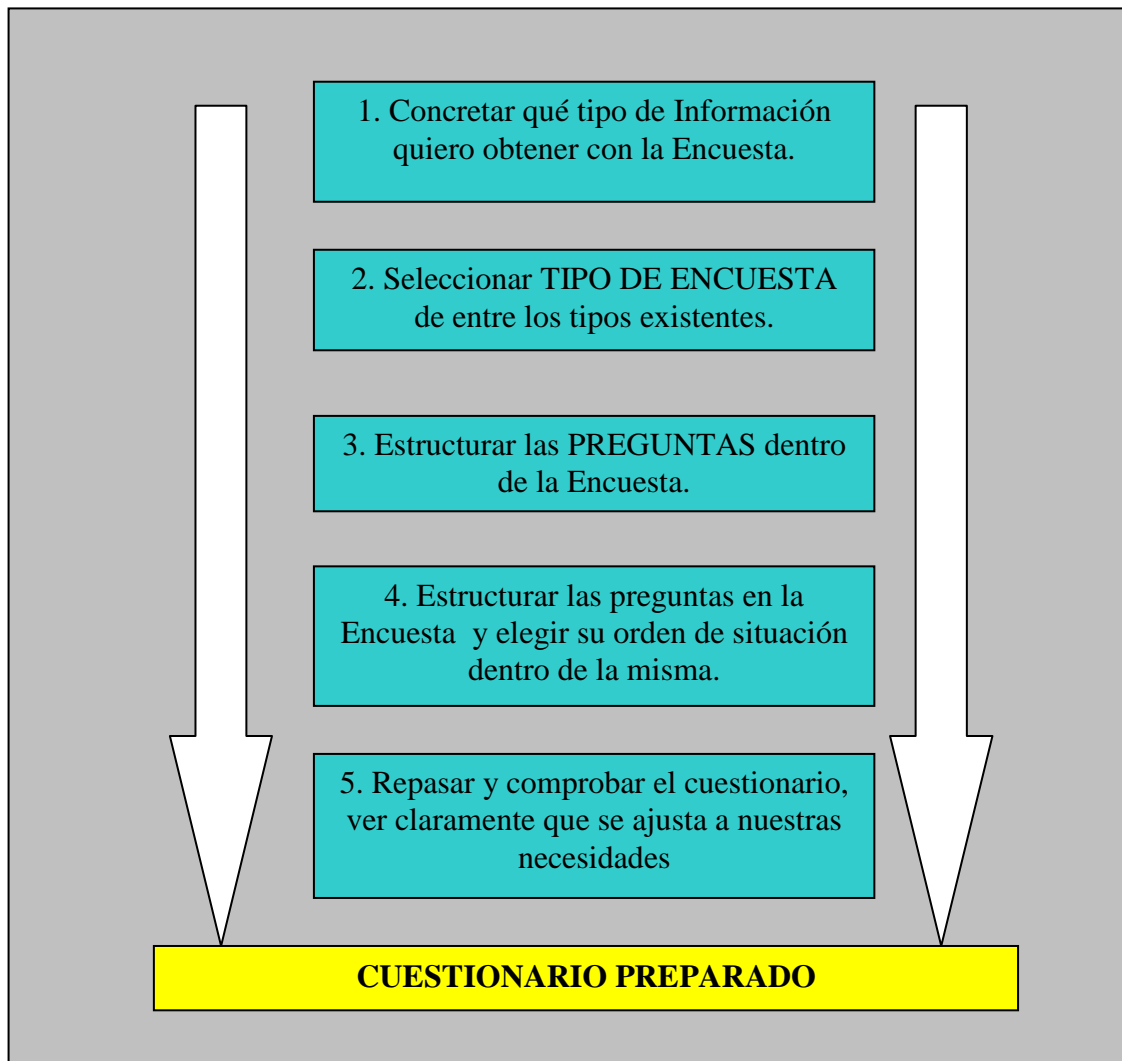 1. Concretar qué tipo de Información
quiero obtener con la Encuesta.
2. Seleccionar TIPO DE ENCUESTA
de entre los tipos existentes.
3. Estructurar las PREGUNTAS dentro
de la Encuesta.
4. Estructurar las preguntas en la
Encuesta  y elegir su orden de situación
dentro de la misma.
5. Repasar y comprobar el cuestionario,
ver claramente que se ajusta a nuestras
necesidades
CUESTIONARIO PREPARADO